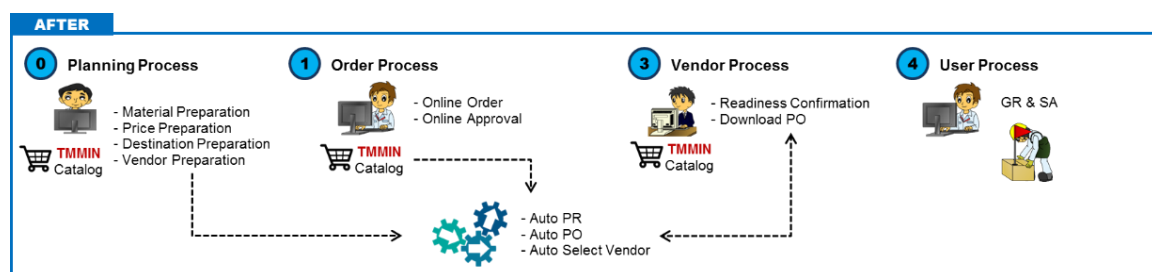 AFTER
0 Planning Process
- Material Preparation
- Price Preparation
- Destination Preparation
- Vendor Preparation
TMMIN
Catalog
1 Order Process
- Online Order
- Online Approval
TMMIN
Catalog
- Auto PR
- Auto PO
- Auto Select Vendor
3 Vendor Process
- Readiness Confirmation
- Download PO
TMMIN
Catalog
4 User Process
GR & SA